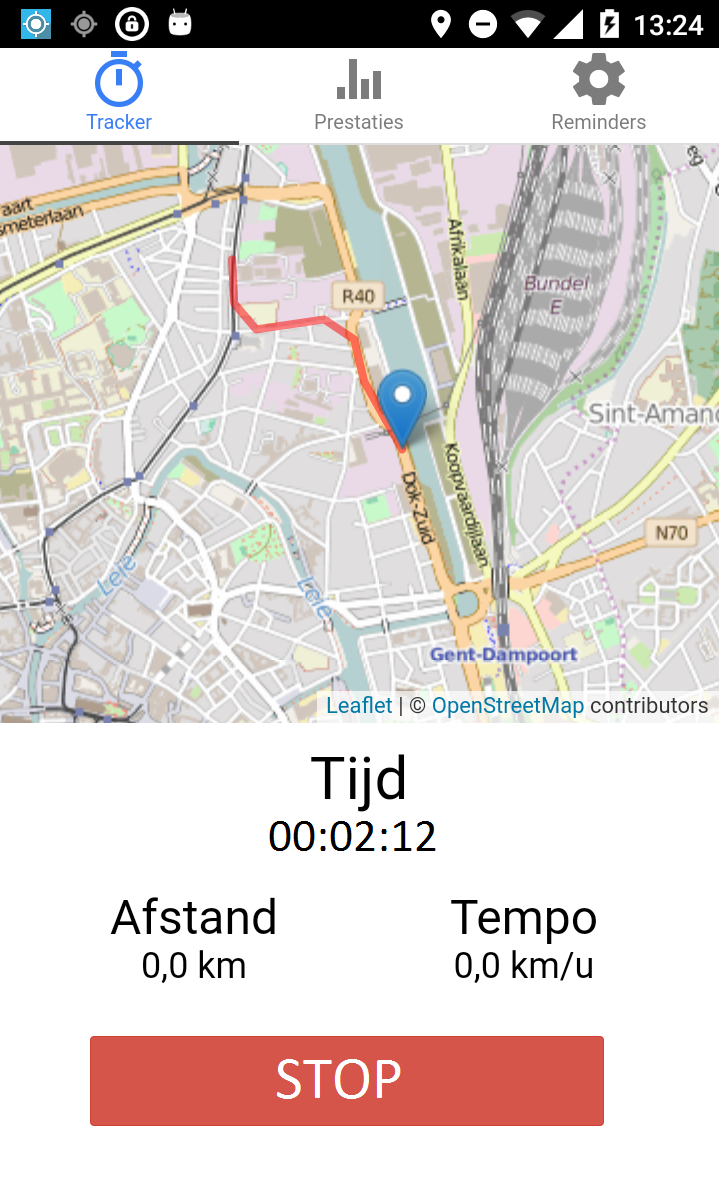 13:24
Tracker Prestaties Reminders
aart
smeterlaan
eg
Afrikalaan
Bundel
E
R40
Sint-Amand
Koopvaardijlaan
Dok-Zuid
N70
Leie
Leie
Gent-Dampoort
Leaflet | © OpenStreetMap contributors
Tijd
00:02:12
Afstand Tempo
0,0 km 0,0 km/u
STOP